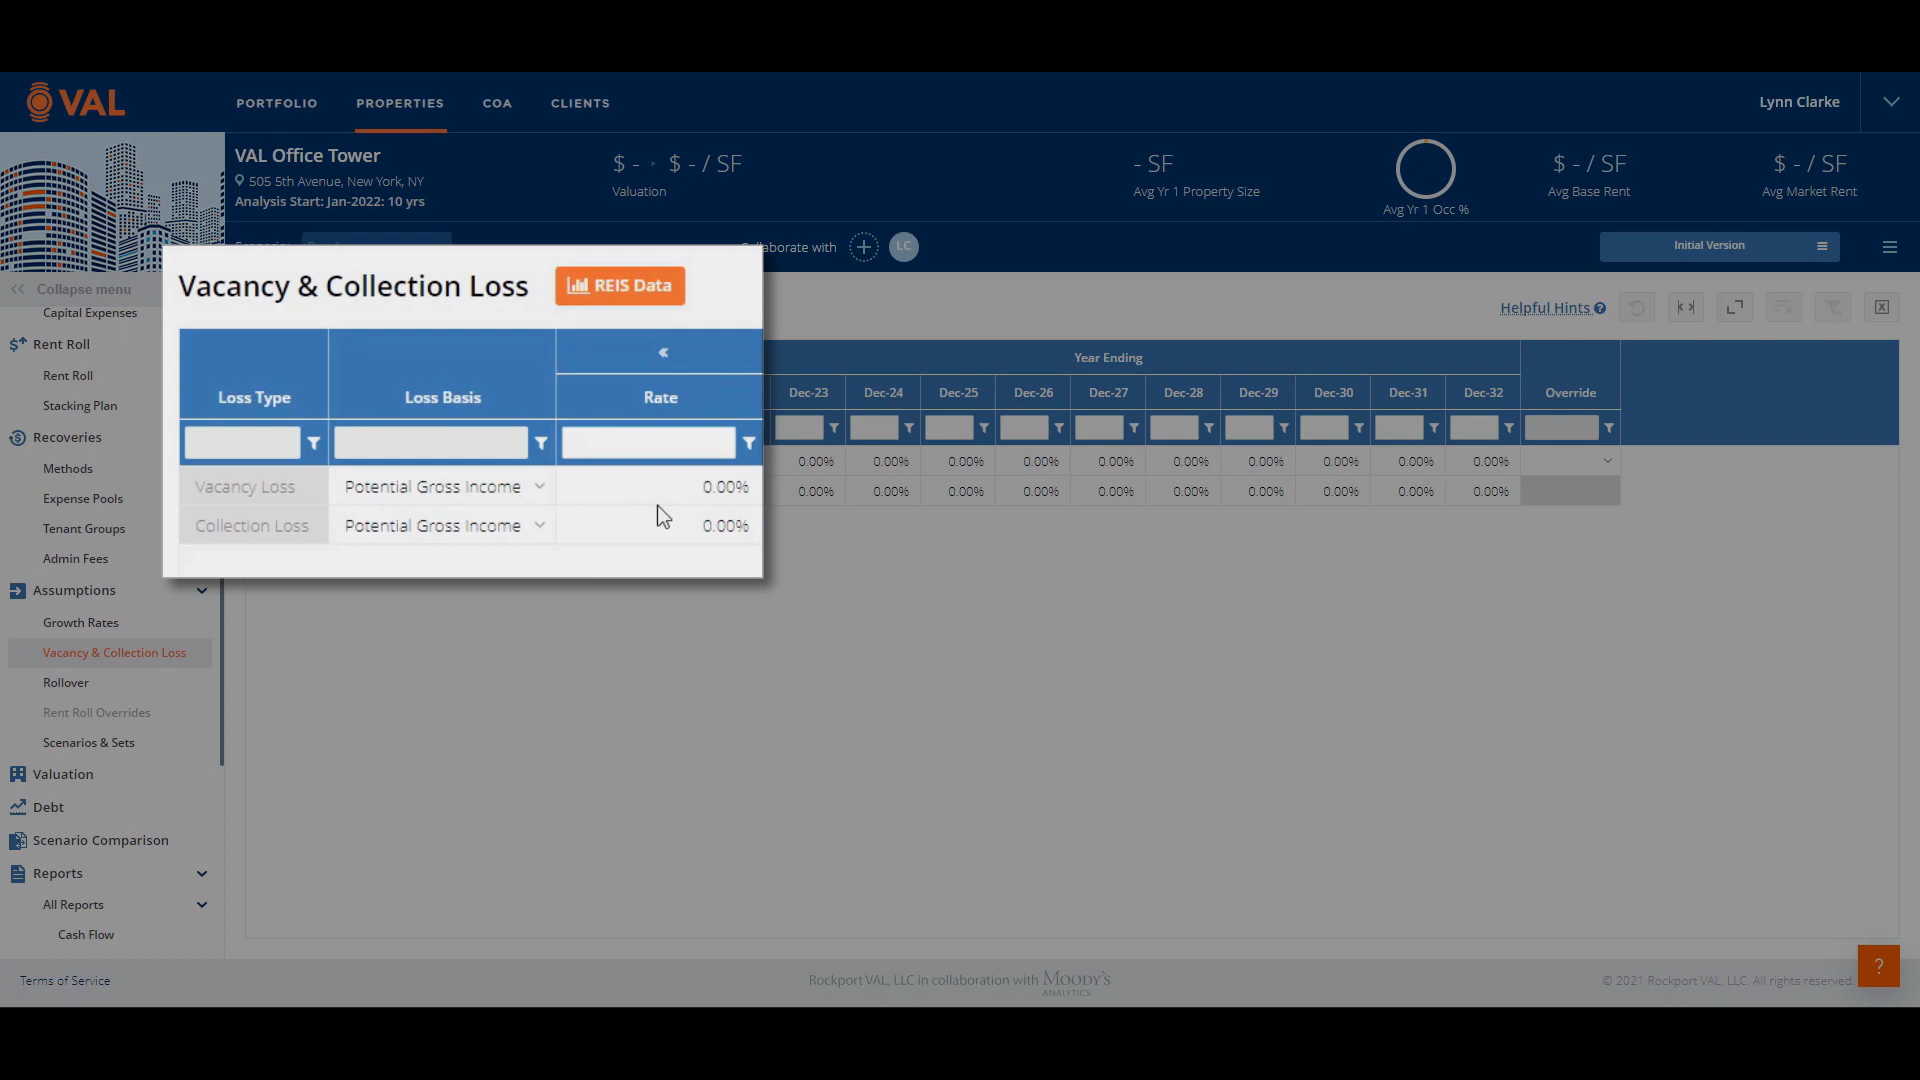 VAL
PORTFOLIO
PROPERTIES
COA
CLIENTS
Lynn Clarke
VAL Office Tower
505 5th Avenue, New York, NY
Analysis Start: Jan-2022: 10 yrs
$ - $ - / SF
Valuation
- SF
Avg Yr 1 Property Size
Avg Yr 1 Occ %
$ - / SF
Avg Base Rent
$ - / SF
Avg Market Rent
Collaborate with
LC
Initial Version
Collapse menu
Capital Expenses
Rent Roll
Rent Roll
Stacking Plan
Recoveries
Methods
Expense Pools
Tenant Groups
Admin Fees
Assumptions
Growth Rates
Vacancy & Collection Loss
Rollover
Rent Roll Overrides
Scenarios & Sets
Valuation
Debt
Scenario Comparison
Reports
All Reports
Cash Flow
Vacancy & Collection Loss
REIS Data
Loss Type Loss Basis Rate
Vacancy Loss Potential Gross Income 0.00%
Collection Loss Potential Gross Income 0.00%
Helpful Hints ?
Year Ending
Dec-23 Dec-24 Dec-25 Dec-26 Dec-27 Dec-28 Dec-29 Dec-30 Dec-31 Dec-32 Override
0.00% 0.00% 0.00% 0.00% 0.00% 0.00% 0.00% 0.00% 0.00% 0.00%
0.00% 0.00% 0.00% 0.00% 0.00% 0.00% 0.00% 0.00% 0.00% 0.00%
Terms of Service
Rockport VAL, LLC in collaboration with MOODY'S
ANALYTICS
© 2021 Rockport VAL, LLC. All rights reserved.
?